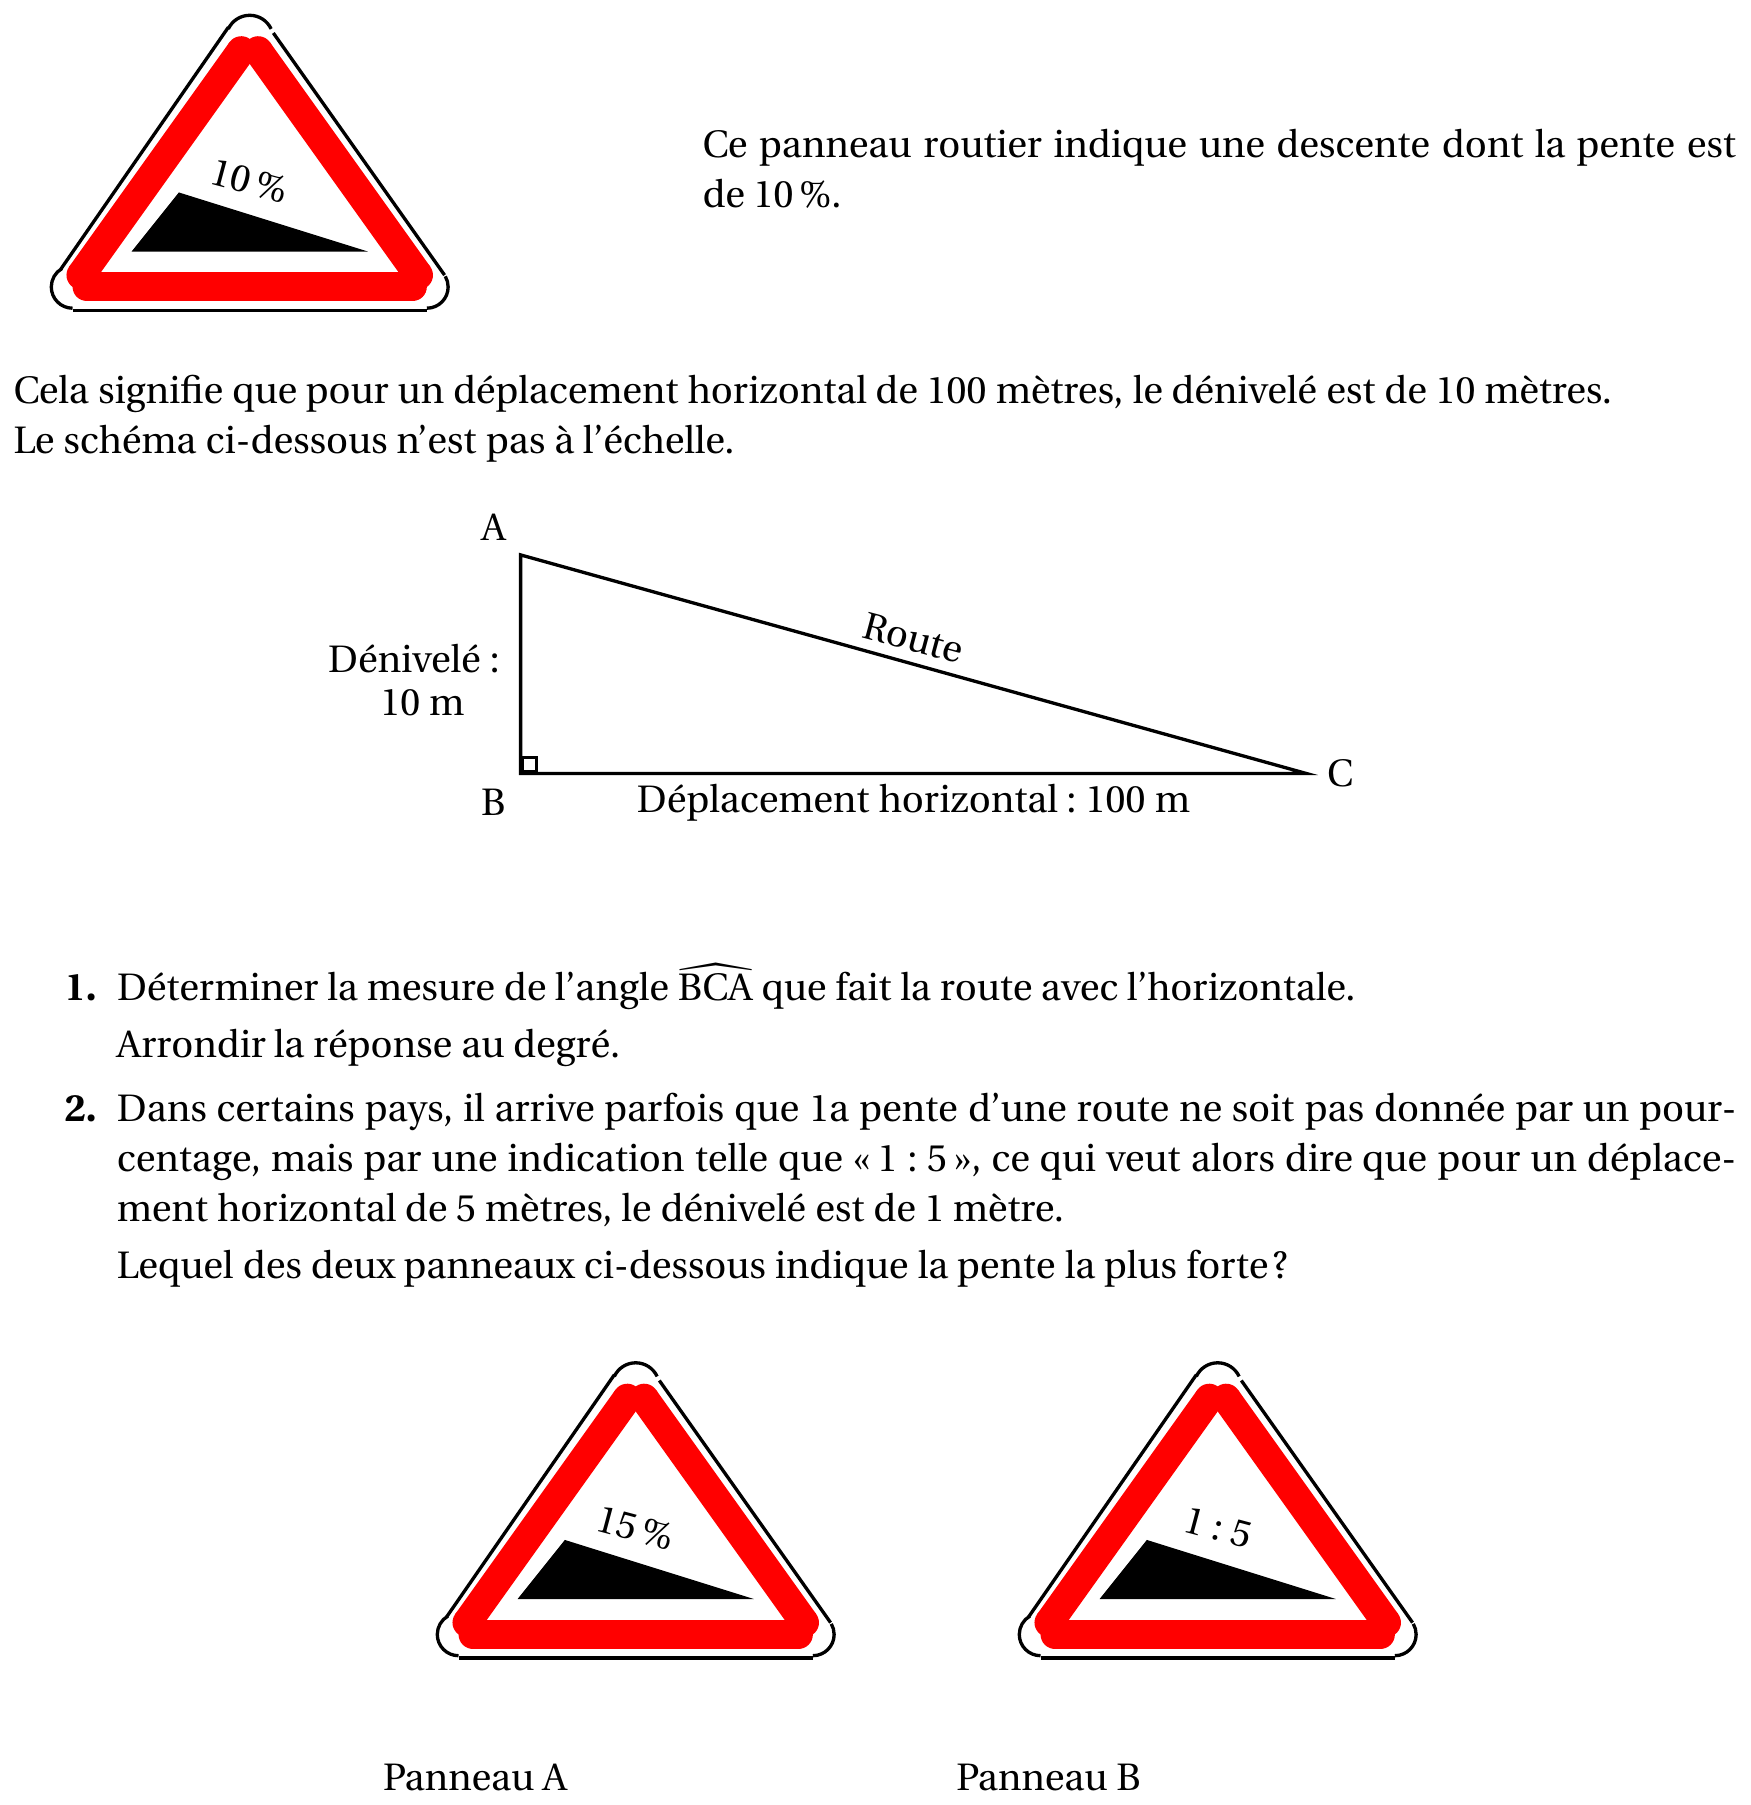 10 %
Ce panneau routier indique une descente dont la pente est
de 10 %.
Cela signifie que pour un déplacement horizontal de 100 mètres, le dénivelé est de 10 mètres.
Le schéma ci-dessous n'est pas à l'échelle.
A
Route
Dénivelé :
10 m
C
B
Déplacement horizontal : 100 m
1. Déterminer la mesure de l'angle BCA que fait la route avec l'horizontale.
Arrondir la réponse au degré.
2. Dans certains pays, il arrive parfois que 1a pente d'une route ne soit pas donnée par un pour-
centage, mais par une indication telle que « 1 : 5 », ce qui veut alors dire que pour un déplace-
ment horizontal de 5 mètres, le dénivelé est de 1 mètre.
Lequel des deux panneaux ci-dessous indique la pente la plus forte ?
15 %
1 : 5
Panneau A
Panneau B